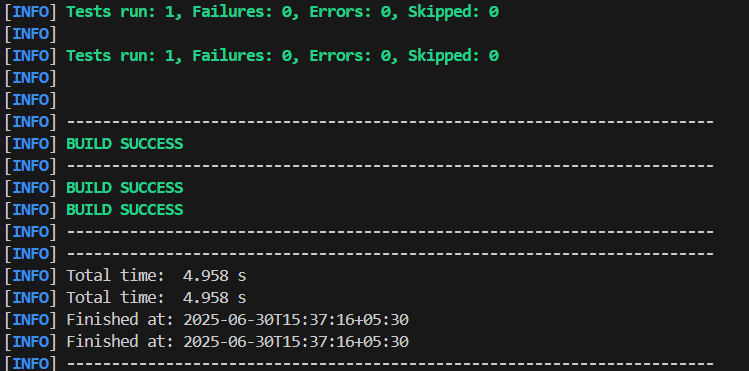 [INFO] Tests run: 1, Failures: 0, Errors: 0, Skipped: 0
[INFO]
[INFO] Tests run: 1, Failures: 0, Errors: 0, Skipped: 0
[INFO]
[INFO]
[INFO] ------------------------------------------------------------------------
[INFO] BUILD SUCCESS
[INFO] ------------------------------------------------------------------------
[INFO] BUILD SUCCESS
[INFO] BUILD SUCCESS
[INFO] ------------------------------------------------------------------------
[INFO] ------------------------------------------------------------------------
[INFO] Total time:  4.958 s
[INFO] Total time:  4.958 s
[INFO] Finished at: 2025-06-30T15:37:16+05:30
[INFO] Finished at: 2025-06-30T15:37:16+05:30
[INFO] ------------------------------------------------------------------------